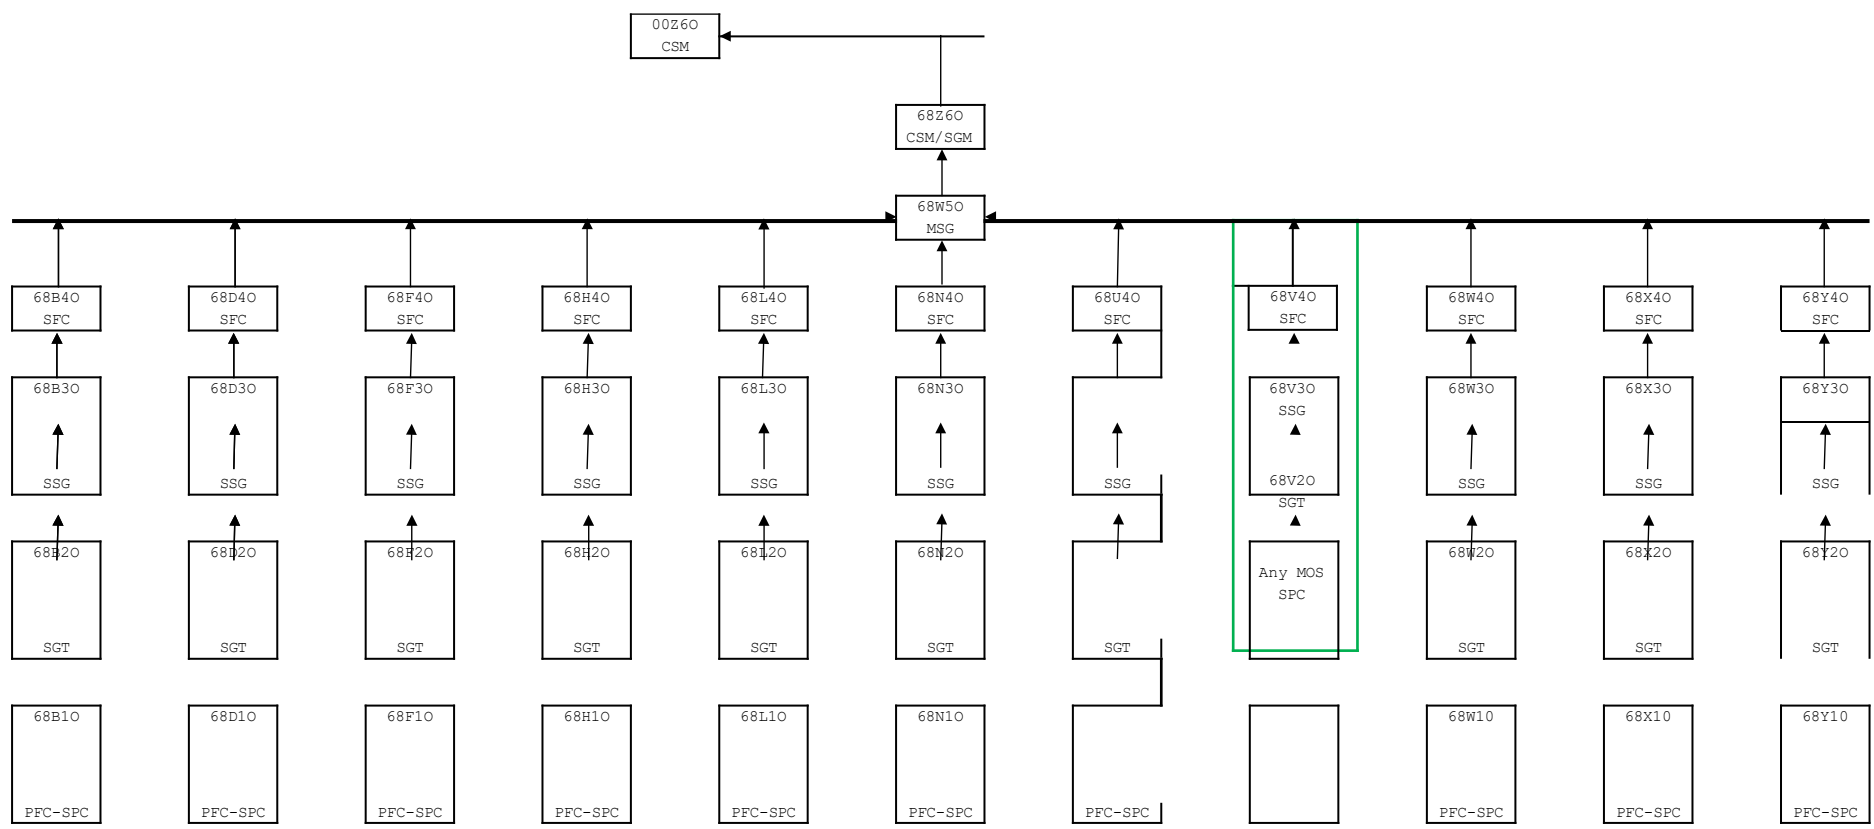 00Z6O
CSM
68Z6O
CSM/SGM
68W5O
MSG
68B4O
SFC
68D4O
SFC
68F4O
SFC
68H4O
SFC
68L4O
SFC
68N4O
SFC
68U4O
SFC
68V4O
SFC
68W4O
SFC
68X4O
SFC
68Y4O
SFC
68B3O
SSG
68D3O
SSG
68F3O
SSG
68H3O
SSG
68L3O
SSG
68N3O
SSG
SSG
68V3O
SSG
68V2O
SGT
68W3O
SSG
68X3O
SSG
68Y3O
SSG
68B2O
SGT
68D2O
SGT
68F2O
SGT
68H2O
SGT
68L2O
SGT
68N2O
SGT
SGT
Any MOS
SPC
68W2O
SGT
68X2O
SGT
68Y2O
SGT
68B1O
PFC-SPC
68D1O
PFC-SPC
68F1O
PFC-SPC
68H1O
PFC-SPC
68L1O
PFC-SPC
68N1O
PFC-SPC
PFC-SPC
68W10
PFC-SPC
68X10
PFC-SPC
68Y10
PFC-SPC